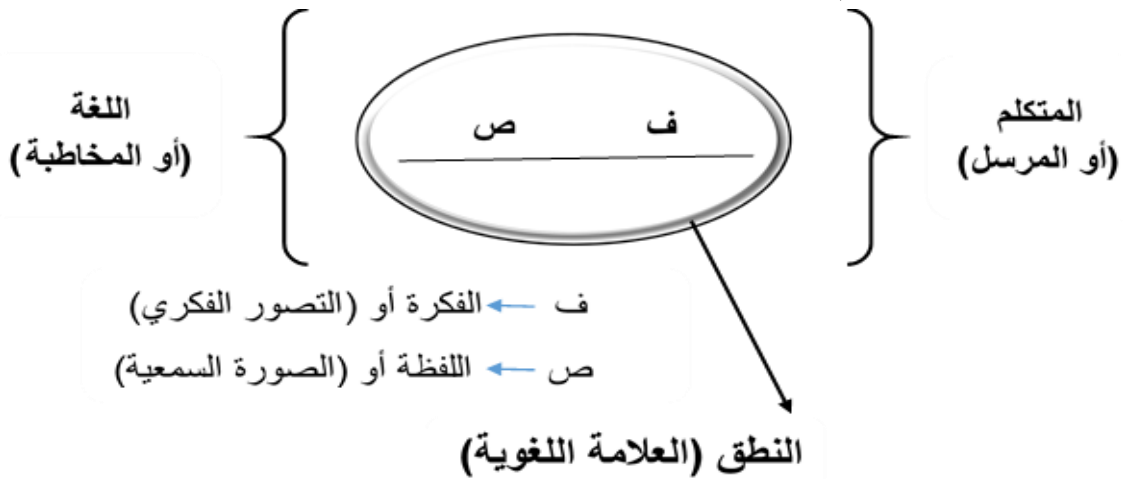 المتكلم
(أو المرسل)
ف ص
اللغة
(أو المخاطبة)
ف ← الفكرة أو (التصور الفكري)
ص ← اللفظة أو (الصورة السمعية)
النطق (العلامة اللغوية)